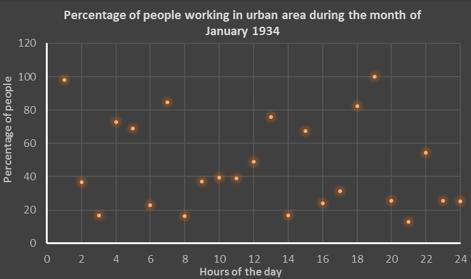 Percentage of people working in urban area during the month of
January 1934
120
100
80
60
40
20
0
Percentage of people
0 2 4 6 8 10 12 14 16 18 20 22 24
Hours of the day